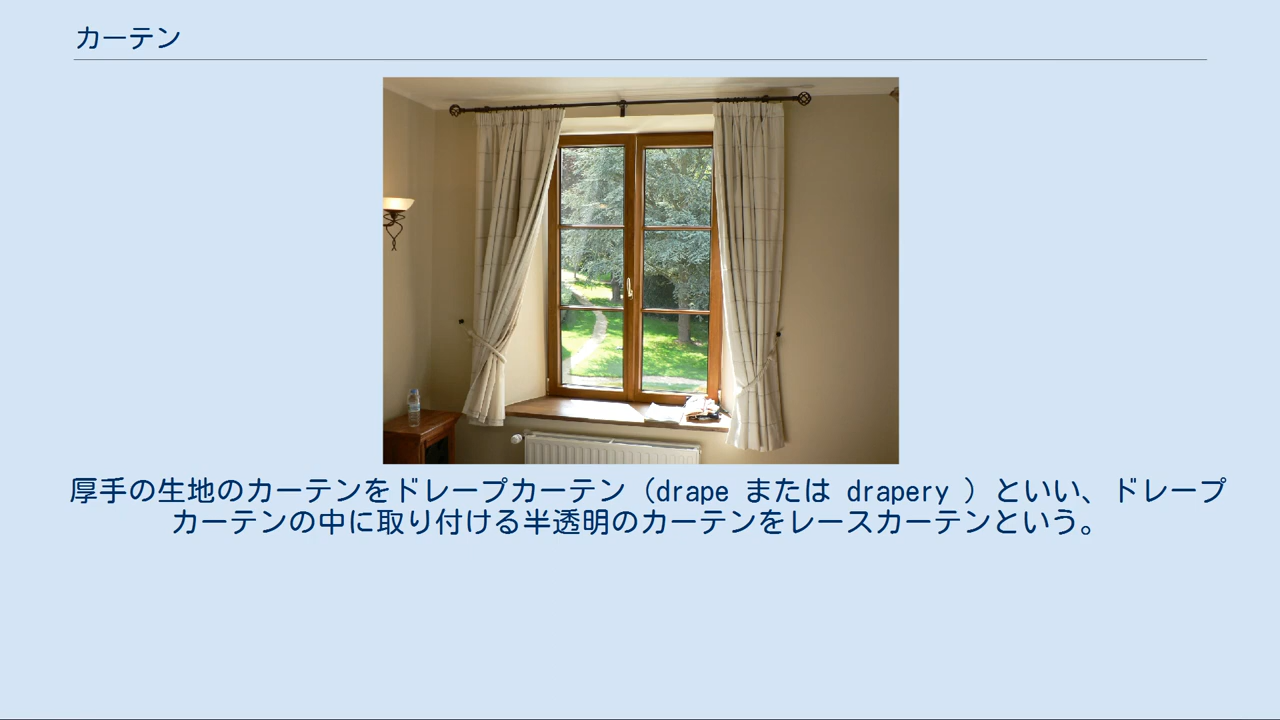 カーテン
厚手の生地のカーテンをドレープカーテン（drape または drapery ）といい、ドレープ
カーテンの中に取り付ける半透明のカーテンをレースカーテンという。